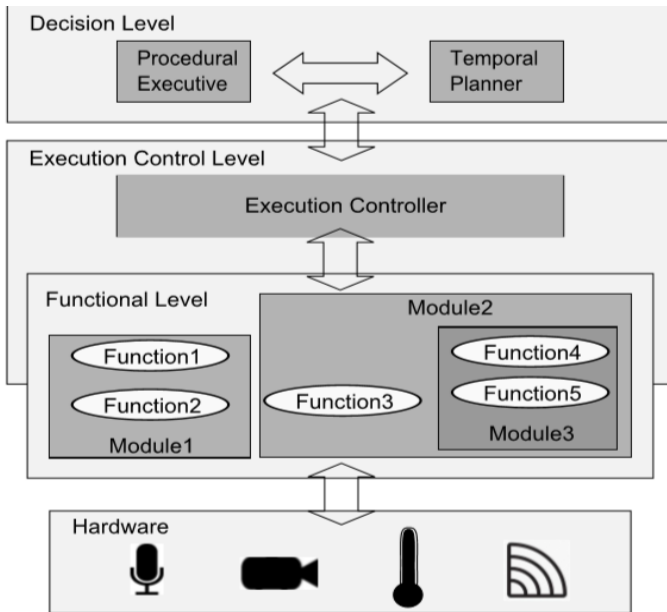 Decision Level
Procedural
Executive
Temporal
Planner
Execution Control Level
Execution Controller
Functional Level
Module2
Function1
Function4
Function2
Function3
Function5
Module1
Module3
Hardware